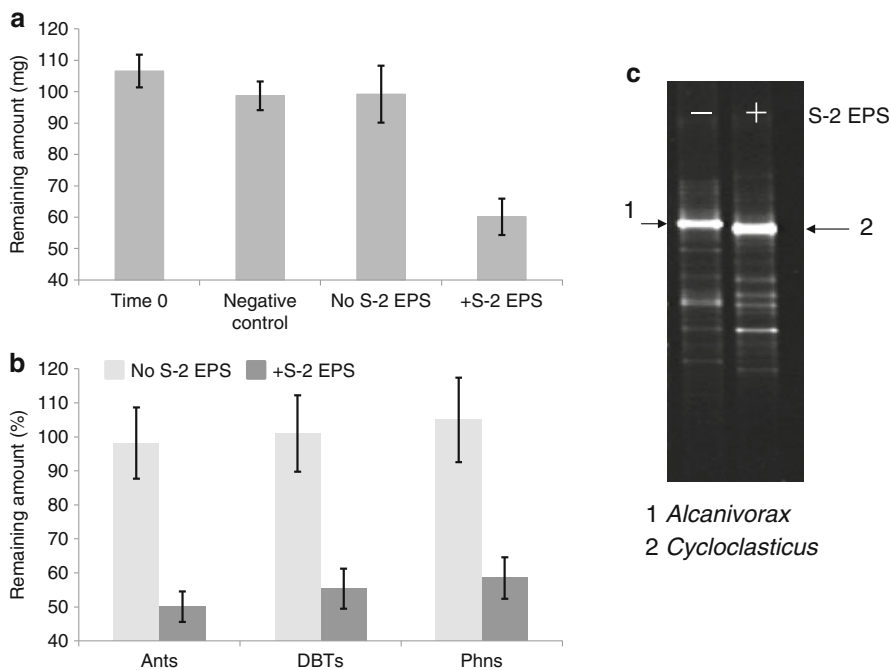 a
Remaining amount (mg)
120
110
100
90
80
70
60
50
40
Time 0
Negative
control
No S-2 EPS
+S-2 EPS
b
Remaining amount (%)
No S-2 EPS
+S-2 EPS
120
110
100
90
80
70
60
50
40
Ants
DBTs
Phns
c
− + S-2 EPS
1
2
1 Alcanivorax
2 Cycloclasticus